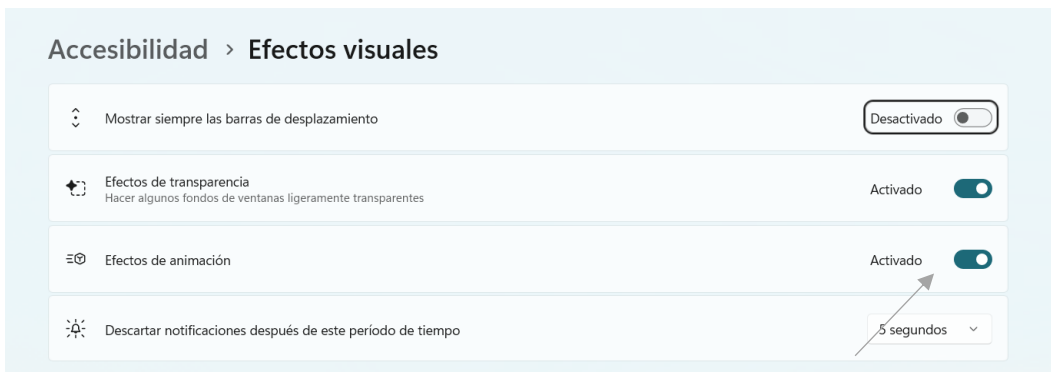 Accesibilidad > Efectos visuales
Mostrar siempre las barras de desplazamiento Desactivado
Efectos de transparencia
Hacer algunos fondos de ventanas ligeramente transparentes
Activado
Efectos de animación Activado
Descartar notificaciones después de este período de tiempo 5 segundos